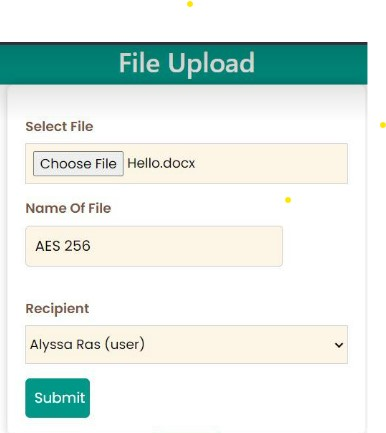 File Upload
Select File
Choose File Hello.docx
Name Of File
AES 256
Recipient
Alyssa Ras (user)
Submit